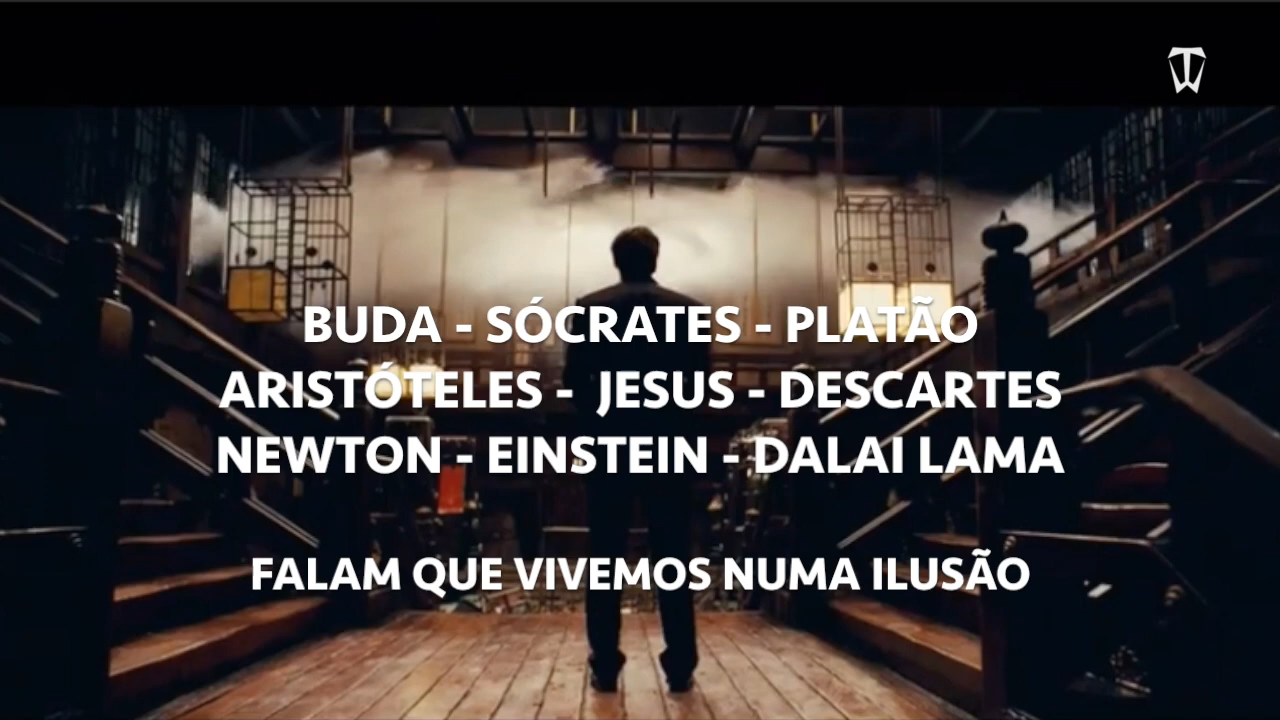 BUDA - SÓCRATES - PLATÃO
ARISTÓTELES - JESUS - DESCARTES
NEWTON - EINSTEIN - DALAI LAMA
FALAM QUE VIVEMOS NUMA ILUSÃO